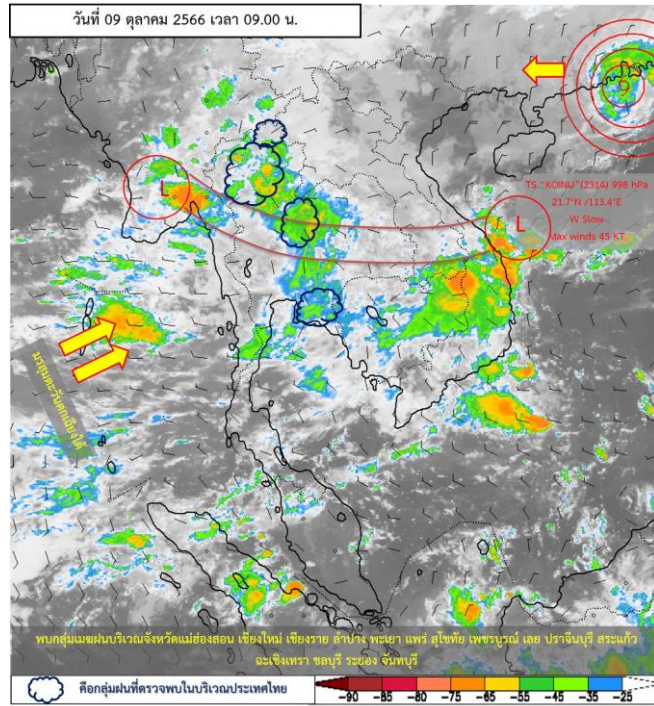 วันที่ 09 ตุลาคม 2566 เวลา 09.00 น.
L
TS "KOINU"(2314) 998 hPa
21.7°N /113.4°E
W Slow
Max winds 45 KT
L
มรสุมตะวันตกเฉียงใต้
พบกลุ่มเมฆฝนบริเวณจังหวัดแม่ฮ่องสอน เชียงใหม่ เชียงราย ลำปาง พะเยา แพร่ สุโขทัย เพชรบูรณ์ เลย ปราจีนบุรี สระแก้ว
ฉะเชิงเทรา ชลบุรี ระยอง จันทบุรี
คือกลุ่มฝนที่ตรวจพบในบริเวณประเทศไทย
-90 -85 -80 -75 -65 -55 -45 -35 -25